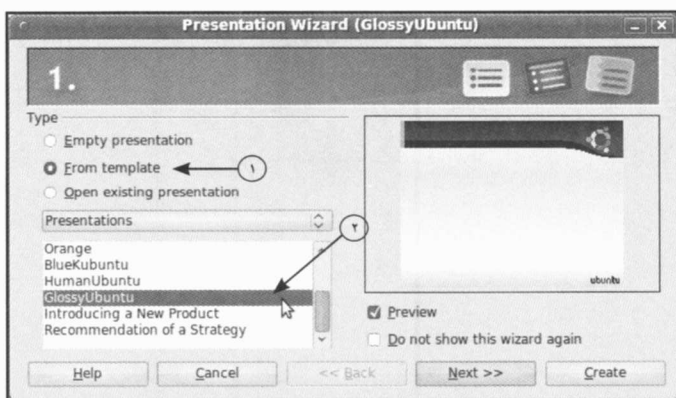 Presentation Wizard (GlossyUbuntu)
1.
Type
Empty presentation
From template
١
Open existing presentation
Presentations
٢
Orange
BlueKubuntu
HumanUbuntu
GlossyUbuntu
Introducing a New Product
Recommendation of a Strategy
ubuntu
Preview
Do not show this wizard again
Help
Cancel
<< Back
Next >>
Create